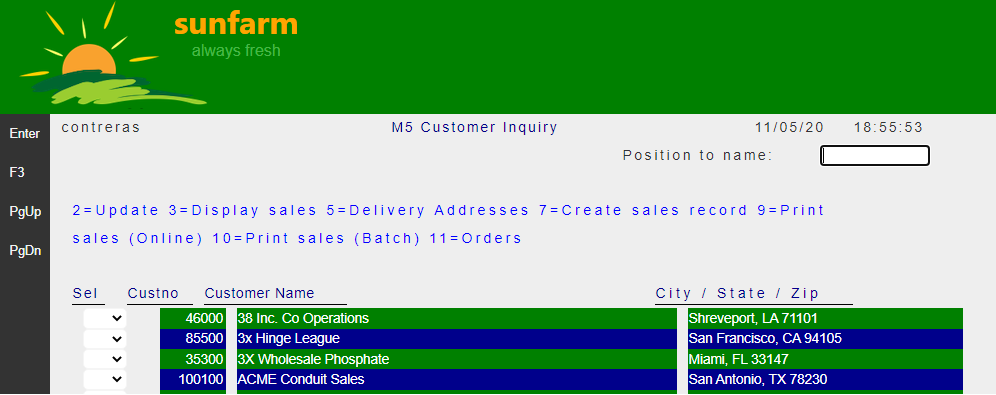 sunfarm
always fresh
Enter
F3
PgUp
PgDn
contreras M5 Customer Inquiry 11/05/20 18:55:53
Position to name:
2=Update 3=Display sales 5=Delivery Addresses 7=Create sales record 9=Print
sales (Online) 10=Print sales (Batch) 11=Orders
Sel Custno Customer Name City / State / Zip
46000 38 Inc. Co Operations Shreveport, LA 71101
85500 3x Hinge League San Francisco, CA 94105
35300 3X Wholesale Phosphate Miami, FL 33147
100100 ACME Conduit Sales San Antonio, TX 78230